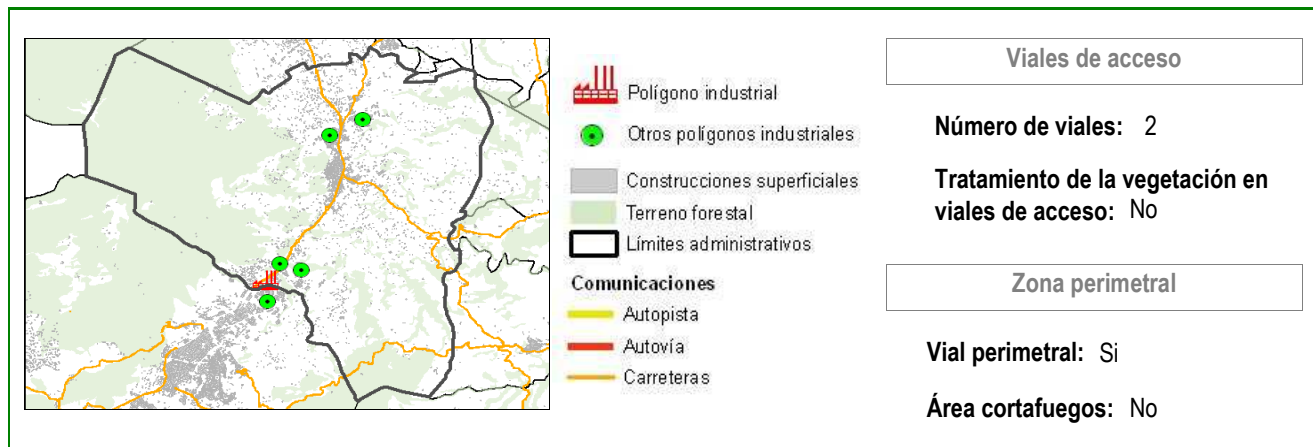 Polígono industrial
Otros polígonos industriales
Construcciones superficiales
Terreno forestal
Límites administrativos
Comunicaciones
Autopista
Autovía
Carreteras
Viales de acceso
Número de viales: 2
Tratamiento de la vegetación en
viales de acceso: No
Zona perimetral
Vial perimetral: Si
Área cortafuegos: No